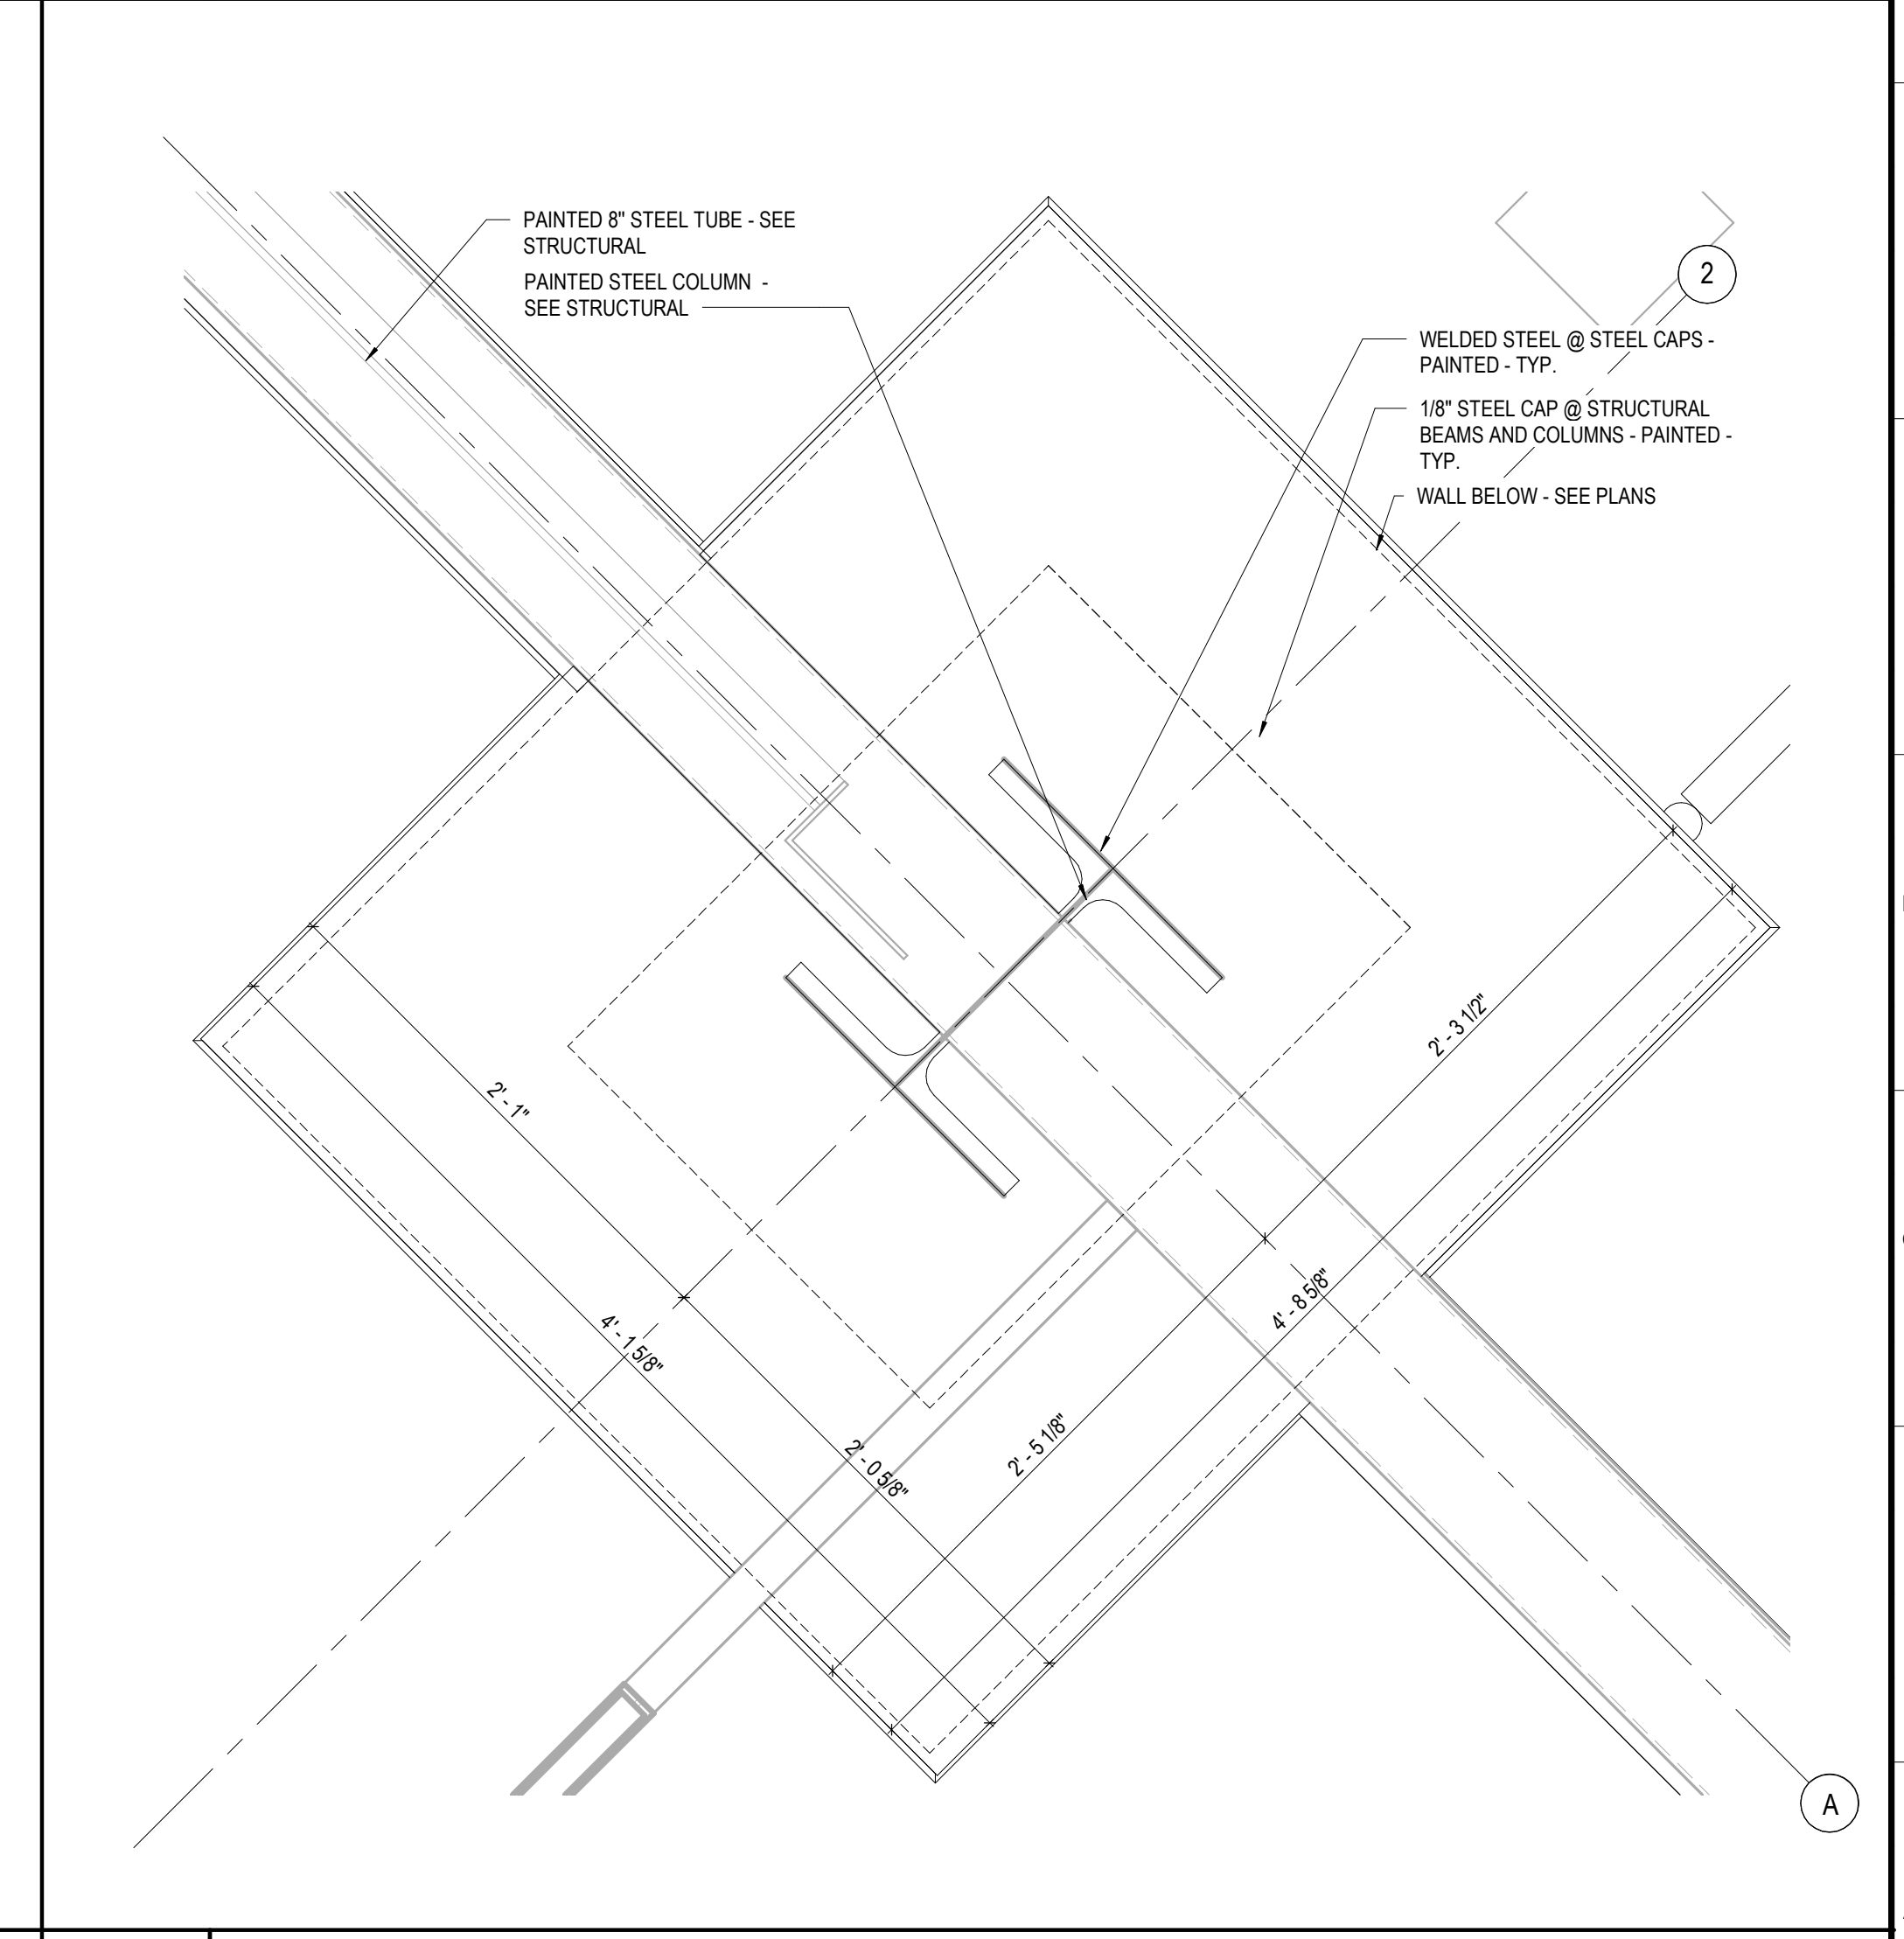 PAINTED 8" STEEL TUBE - SEE
STRUCTURAL
PAINTED STEEL COLUMN -
SEE STRUCTURAL
2
WELDED STEEL @ STEEL CAPS -
PAINTED - TYP.
1/8" STEEL CAP @ STRUCTURAL
BEAMS AND COLUMNS - PAINTED -
TYP.
WALL BELOW - SEE PLANS
2' - 3 1/2"
2' - 1"
4' - 8 5/8"
4' - 1 5/8"
2' - 5 1/8"
2' - 0 5/8"
A